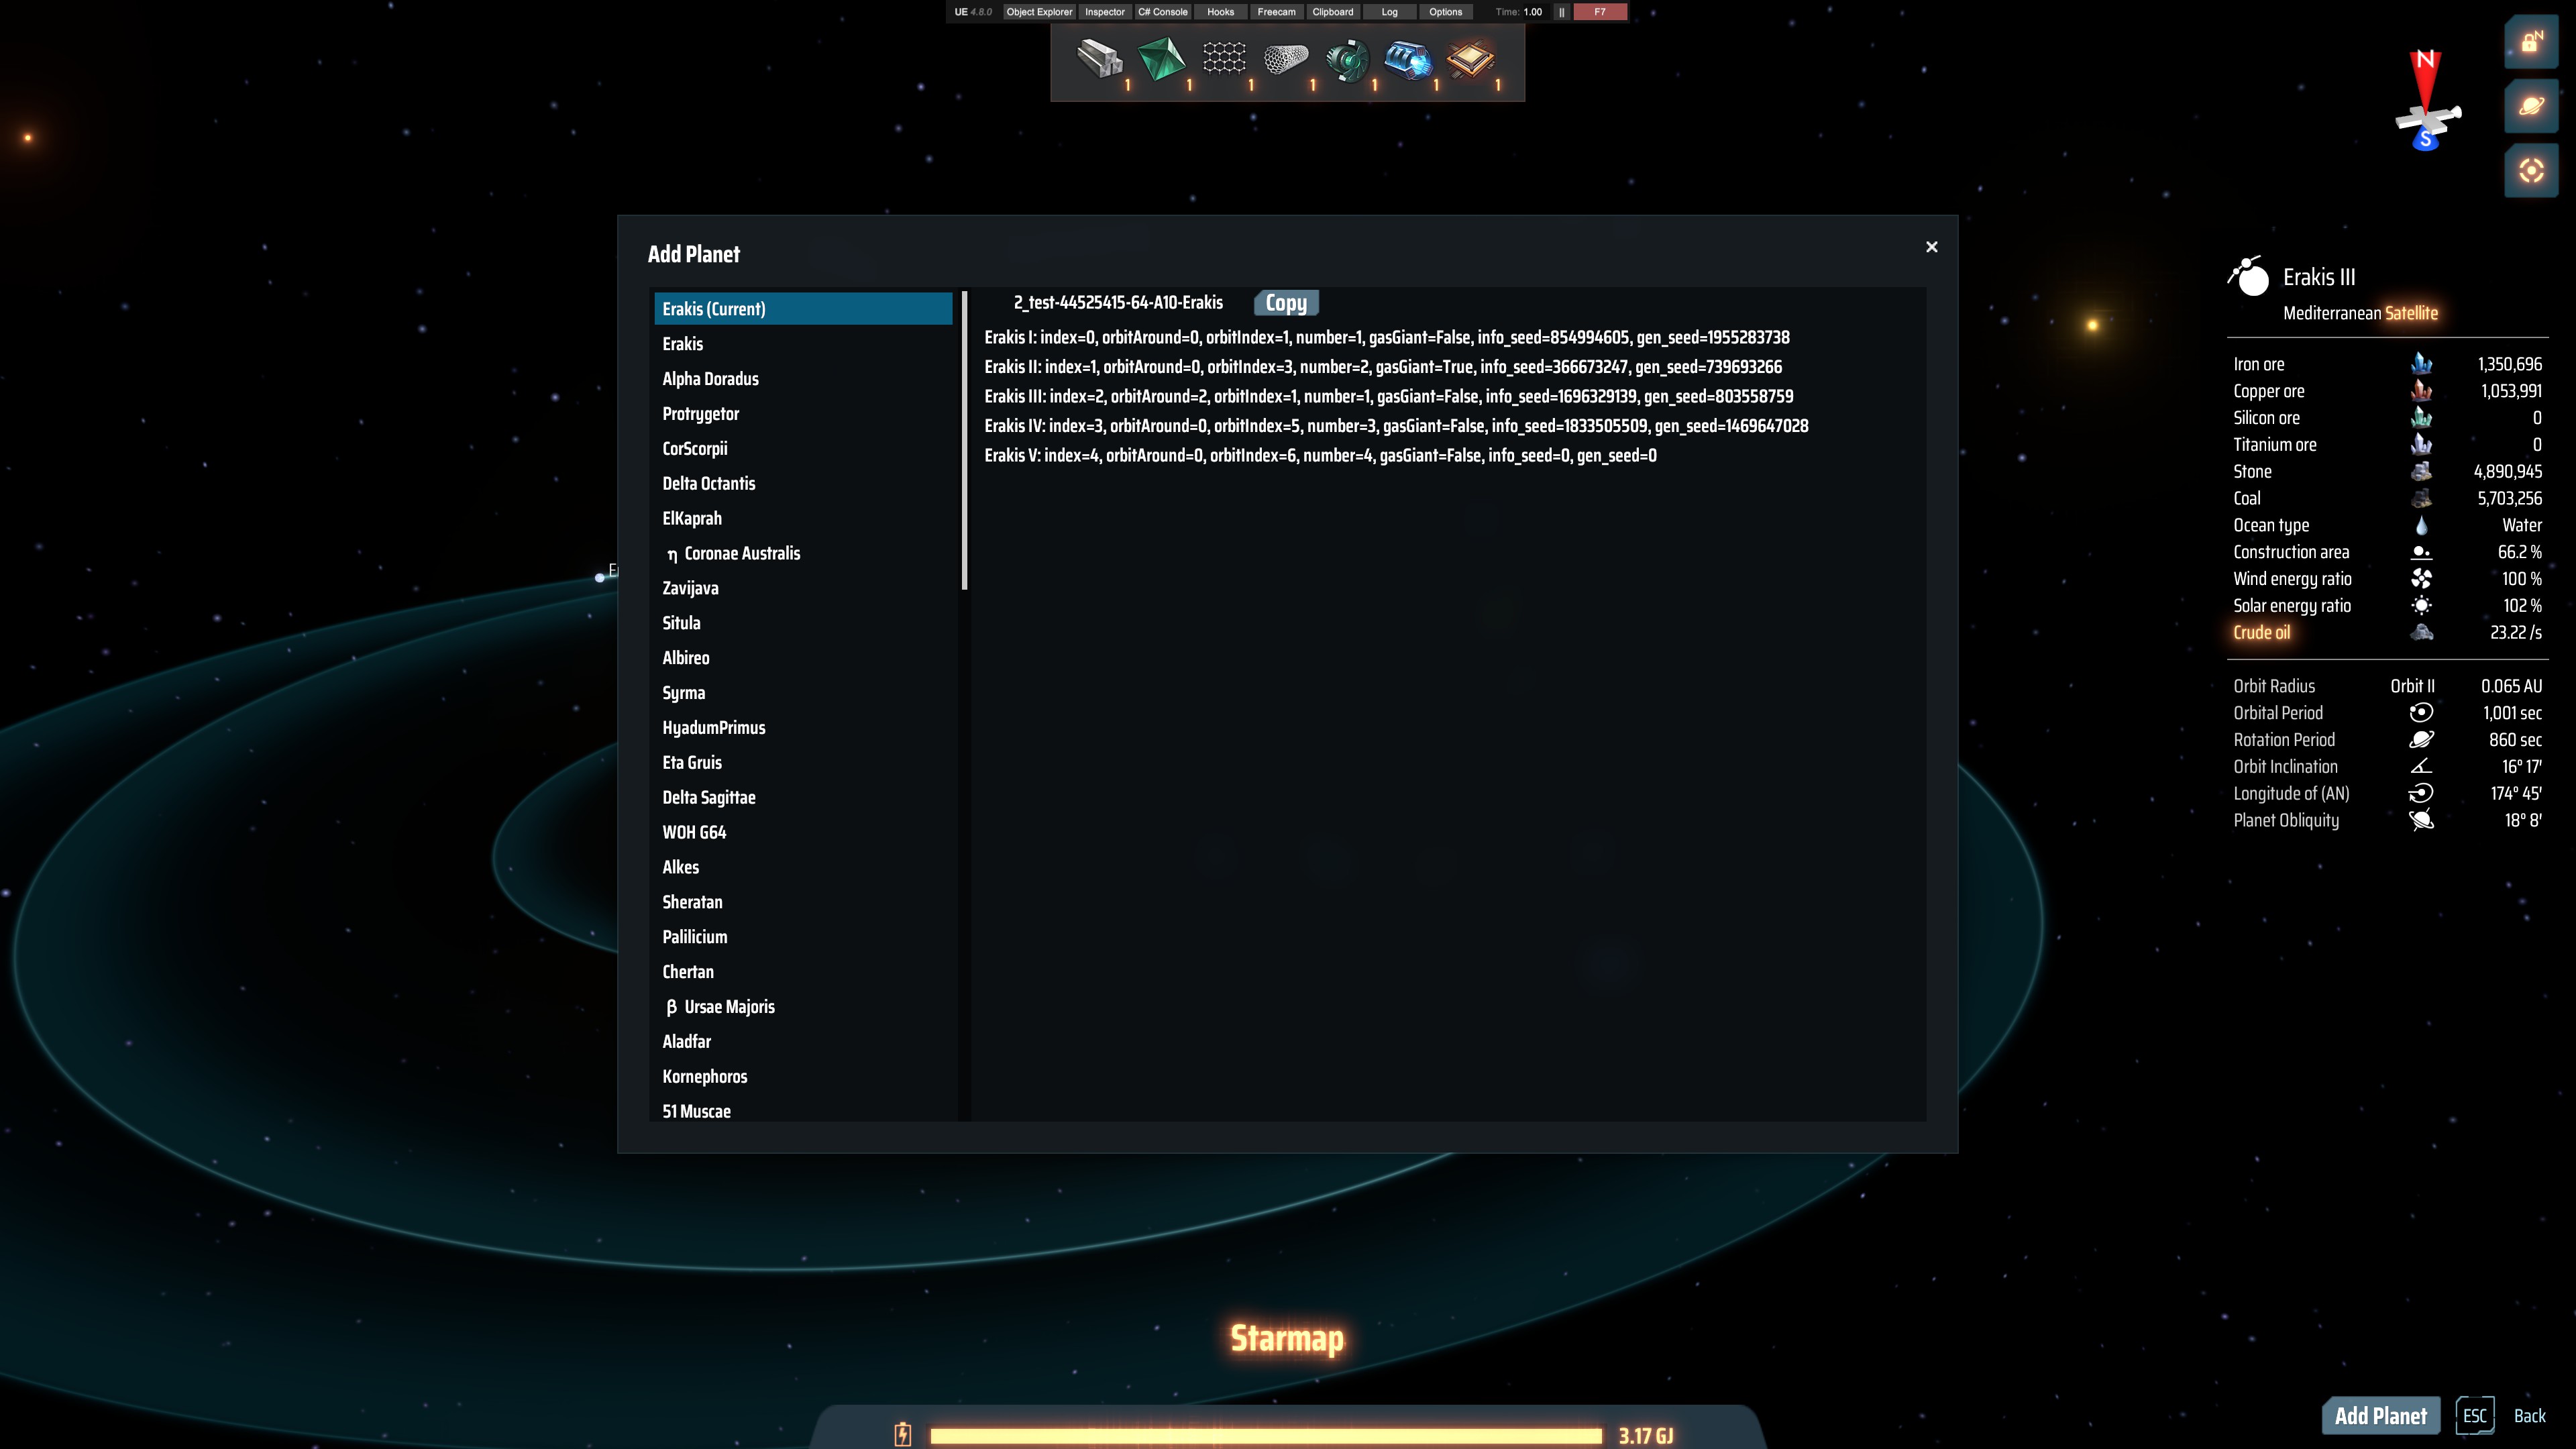 UE 4.8.0 Object Explorer Inspector C# Console Hooks Freecam Clipboard Log Options Time: 1.00 || F7
1 1 1 1 1 1 1
N
N
S
Add Planet
Erakis (Current)
Erakis
Alpha Doradus
Protrygetor
CorScorpii
Delta Octantis
ElKaprah
η Coronae Australis
Zavijava
Situla
Albireo
Syrma
HyadumPrimus
Eta Gruis
Delta Sagittae
WOH G64
Alkes
Sheratan
Palilicium
Chertan
β Ursae Majoris
Aladfar
Kornephoros
51 Muscae
2_test-44525415-64-A10-Erakis Copy
Erakis I: index=0, orbitAround=0, orbitIndex=1, number=1, gasGiant=False, info_seed=854994605, gen_seed=1955283738
Erakis II: index=1, orbitAround=0, orbitIndex=3, number=2, gasGiant=True, info_seed=366673247, gen_seed=739693266
Erakis III: index=2, orbitAround=2, orbitIndex=1, number=1, gasGiant=False, info_seed=1696329139, gen_seed=803558759
Erakis IV: index=3, orbitAround=0, orbitIndex=5, number=3, gasGiant=False, info_seed=1833505509, gen_seed=1469647028
Erakis V: index=4, orbitAround=0, orbitIndex=6, number=4, gasGiant=False, info_seed=0, gen_seed=0
Erakis III
Mediterranean Satellite
Iron ore 1,350,696
Copper ore 1,053,991
Silicon ore 0
Titanium ore 0
Stone 4,890,945
Coal 5,703,256
Ocean type Water
Construction area 66.2 %
Wind energy ratio 100 %
Solar energy ratio 102 %
Crude oil 23.22 /s
Orbit Radius Orbit II 0.065 AU
Orbital Period 1,001 sec
Rotation Period 860 sec
Orbit Inclination 16° 17′
Longitude of (AN) 174° 45′
Planet Obliquity 18° 8′
Starmap
3.17 GJ
Add Planet ESC Back